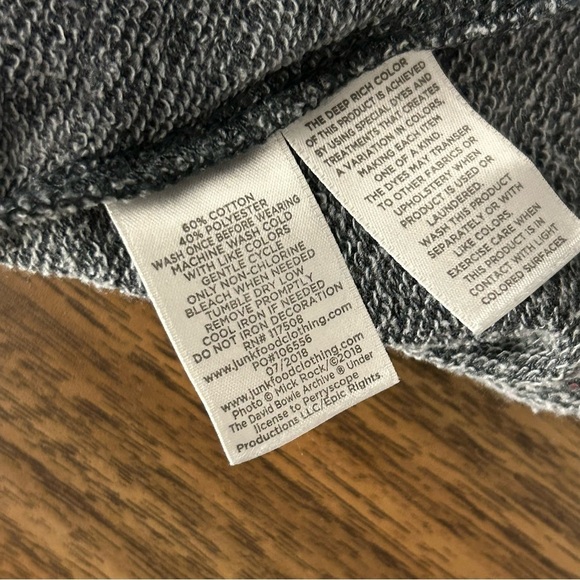 60% COTTON
40% POLYESTER
WASH ONCE BEFORE WEARING
MACHINE WASH COLD
WITH LIKE COLORS
GENTLE CYCLE
ONLY NON-CHLORINE
BLEACH WHEN NEEDED
TUMBLE DRY LOW
REMOVE PROMPTLY
COOL IRON IF NEEDED
DO NOT IRON DECORATION
RN# 117508
www.junkfoodclothing.com
PO#106556
07/2018
www.junkfoodclothing.com
Photo © Mick Rock/©2018
The David Bowie Archive ® Under
license to Perryscope
Productions LLC/Epic Rights.
THE DEEP RICH COLOR
OF THIS PRODUCT IS ACHIEVED
BY USING SPECIAL DYES AND
TREATMENTS THAT CREATES
A VARIATION IN COLORS,
MAKING EACH ITEM
ONE OF A KIND.
THE DYES MAY TRANSFER
TO OTHER FABRICS OR
UPHOLSTERY WHEN
PRODUCT IS USED OR
LAUNDERED.
WASH THIS PRODUCT
SEPARATELY OR WITH
LIKE COLORS.
EXERCISE CARE WHEN
THIS PRODUCT IS IN
CONTACT WITH LIGHT
COLORED SURFACES.